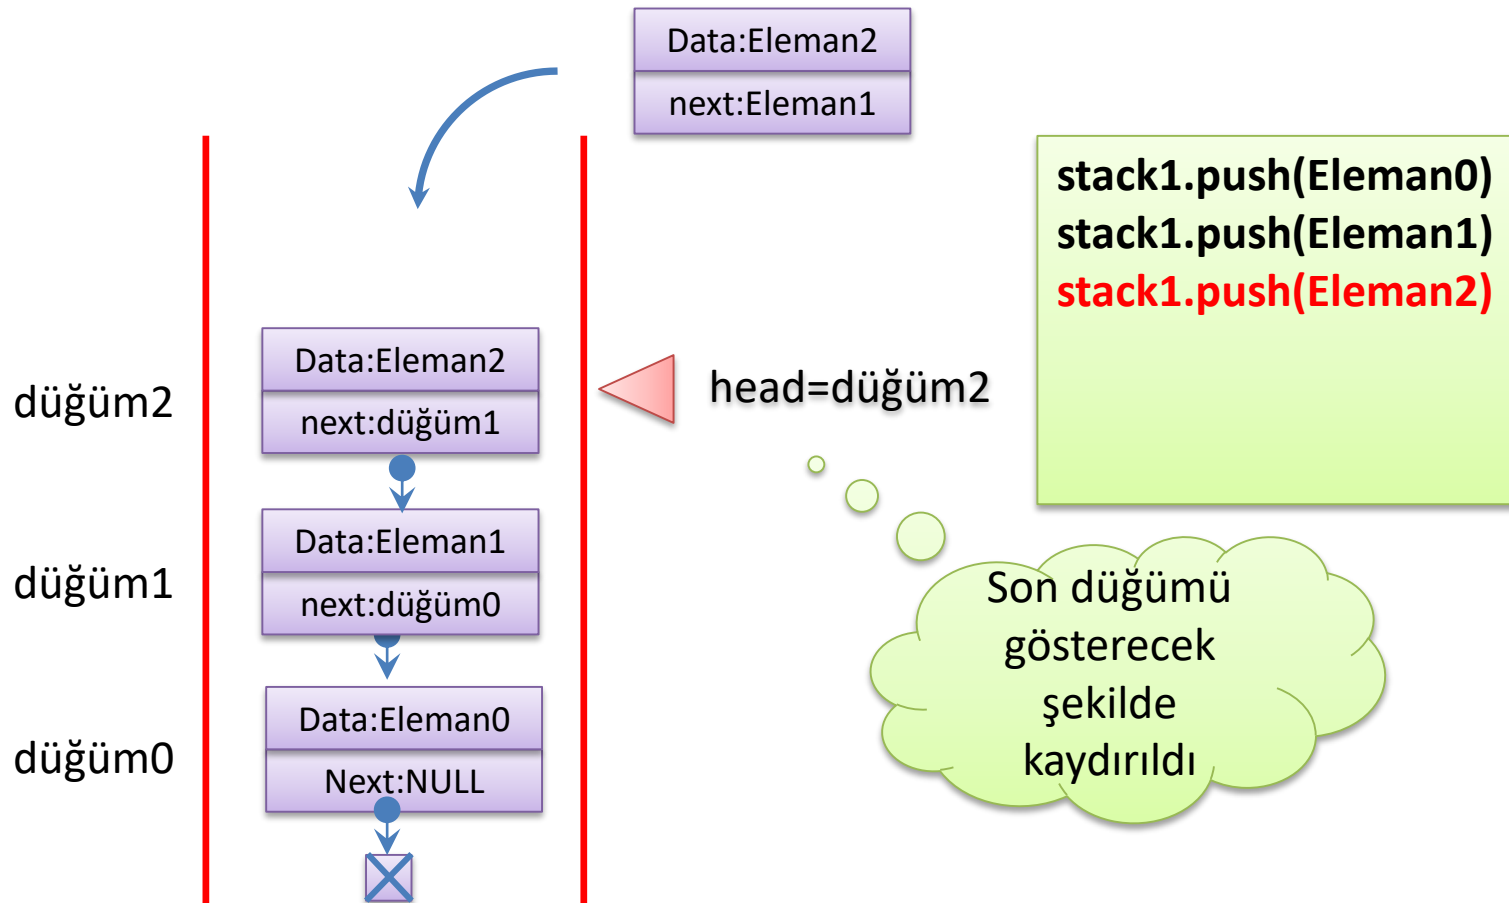 Data:Eleman2
next:Eleman1
stack1.push(Eleman0)
stack1.push(Eleman1)
stack1.push(Eleman2)
düğüm2
Data:Eleman2
next:düğüm1
head=düğüm2
düğüm1
Data:Eleman1
next:düğüm0
Son düğümü
gösterecek
şekilde
kaydırıldı
düğüm0
Data:Eleman0
Next:NULL